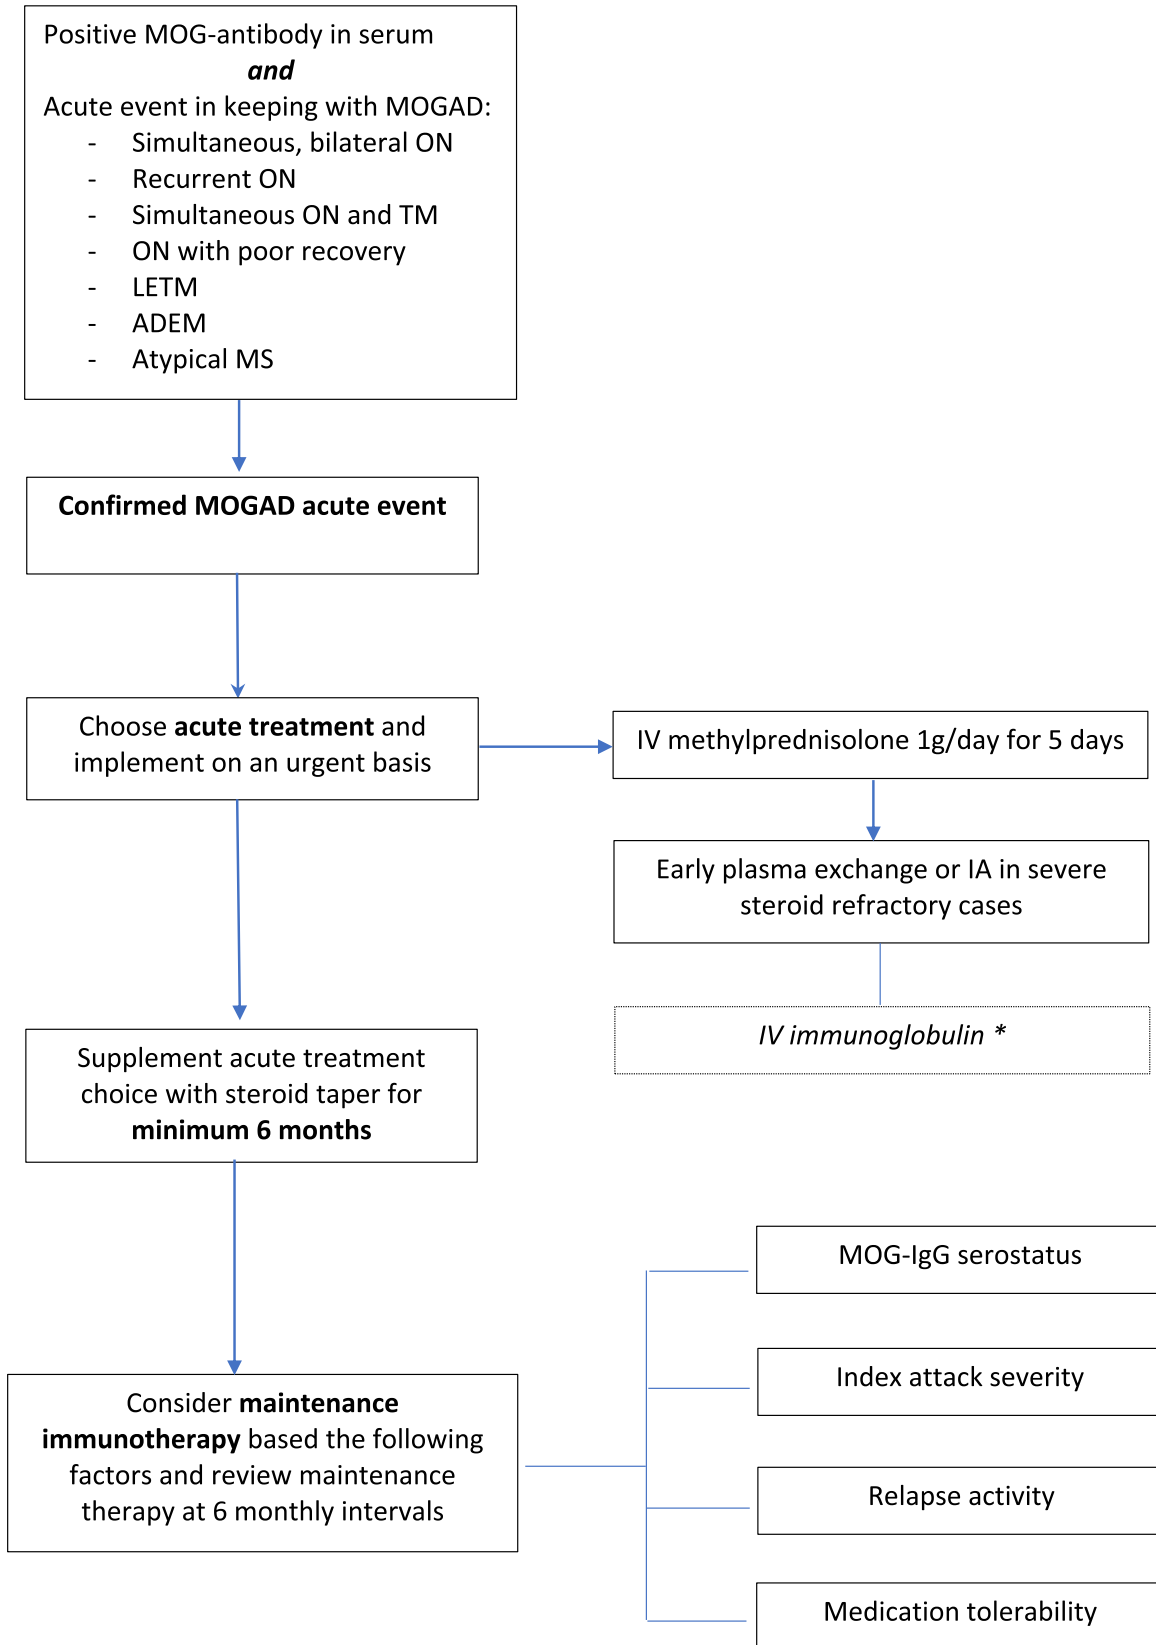 Positive MOG-antibody in serum
and
Acute event in keeping with MOGAD:
- Simultaneous, bilateral ON
- Recurrent ON
- Simultaneous ON and TM
- ON with poor recovery
- LETM
- ADEM
- Atypical MS
Confirmed MOGAD acute event
Choose acute treatment and
implement on an urgent basis
IV methylprednisolone 1g/day for 5 days
Early plasma exchange or IA in severe
steroid refractory cases
IV immunoglobulin *
Supplement acute treatment
choice with steroid taper for
minimum 6 months
Consider maintenance
immunotherapy based the following
factors and review maintenance
therapy at 6 monthly intervals
MOG-IgG serostatus
Index attack severity
Relapse activity
Medication tolerability